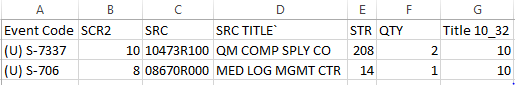 Event Code SCR2 SRC SRC TITLE` STR QTY Title 10_32
(U) S-7337 10 10473R100 QM COMP SPLY CO 208 2 10
(U) S-706 8 08670R000 MED LOG MGMT CTR 14 1 10